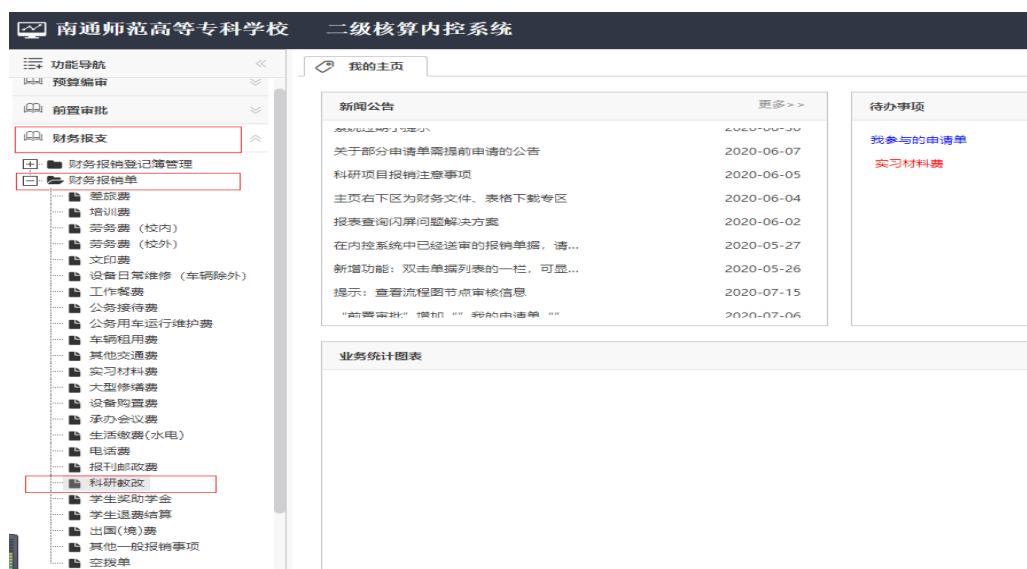 南通师范高等专科学校 二级核算内控系统
功能导航
预算编审
前置审批
财务报支
财务报销登记簿管理
财务报销单
差旅费
培训费
劳务费（校内）
劳务费（校外）
文印费
设备日常维修（车辆除外）
工作餐费
公务接待费
公务用车运行维护费
车辆租用费
其他交通费
实习材料费
大型修缮费
设备购置费
承办会议费
生活缴费(水电)
电话费
报刊邮政费
科研教改
学生奖助学金
学生退费结算
出国(境)费
其他一般报销事项
空拨单
我的主页
新闻公告 更多>>
关于部分申请单需提前申请的公告 2020-06-07
科研项目报销注意事项 2020-06-05
主页右下区为财务文件、表格下载专区 2020-06-04
报表查询闪屏问题解决方案 2020-06-02
在内控系统中已经送审的报销单据，请... 2020-05-27
新增功能：双击单据列表的一栏，可显... 2020-05-26
提示：查看流程图节点审核信息 2020-07-15
“前置审批”增加“”我的申请单“” 2020-07-06
待办事项
我参与的申请单
实习材料费
业务统计图表